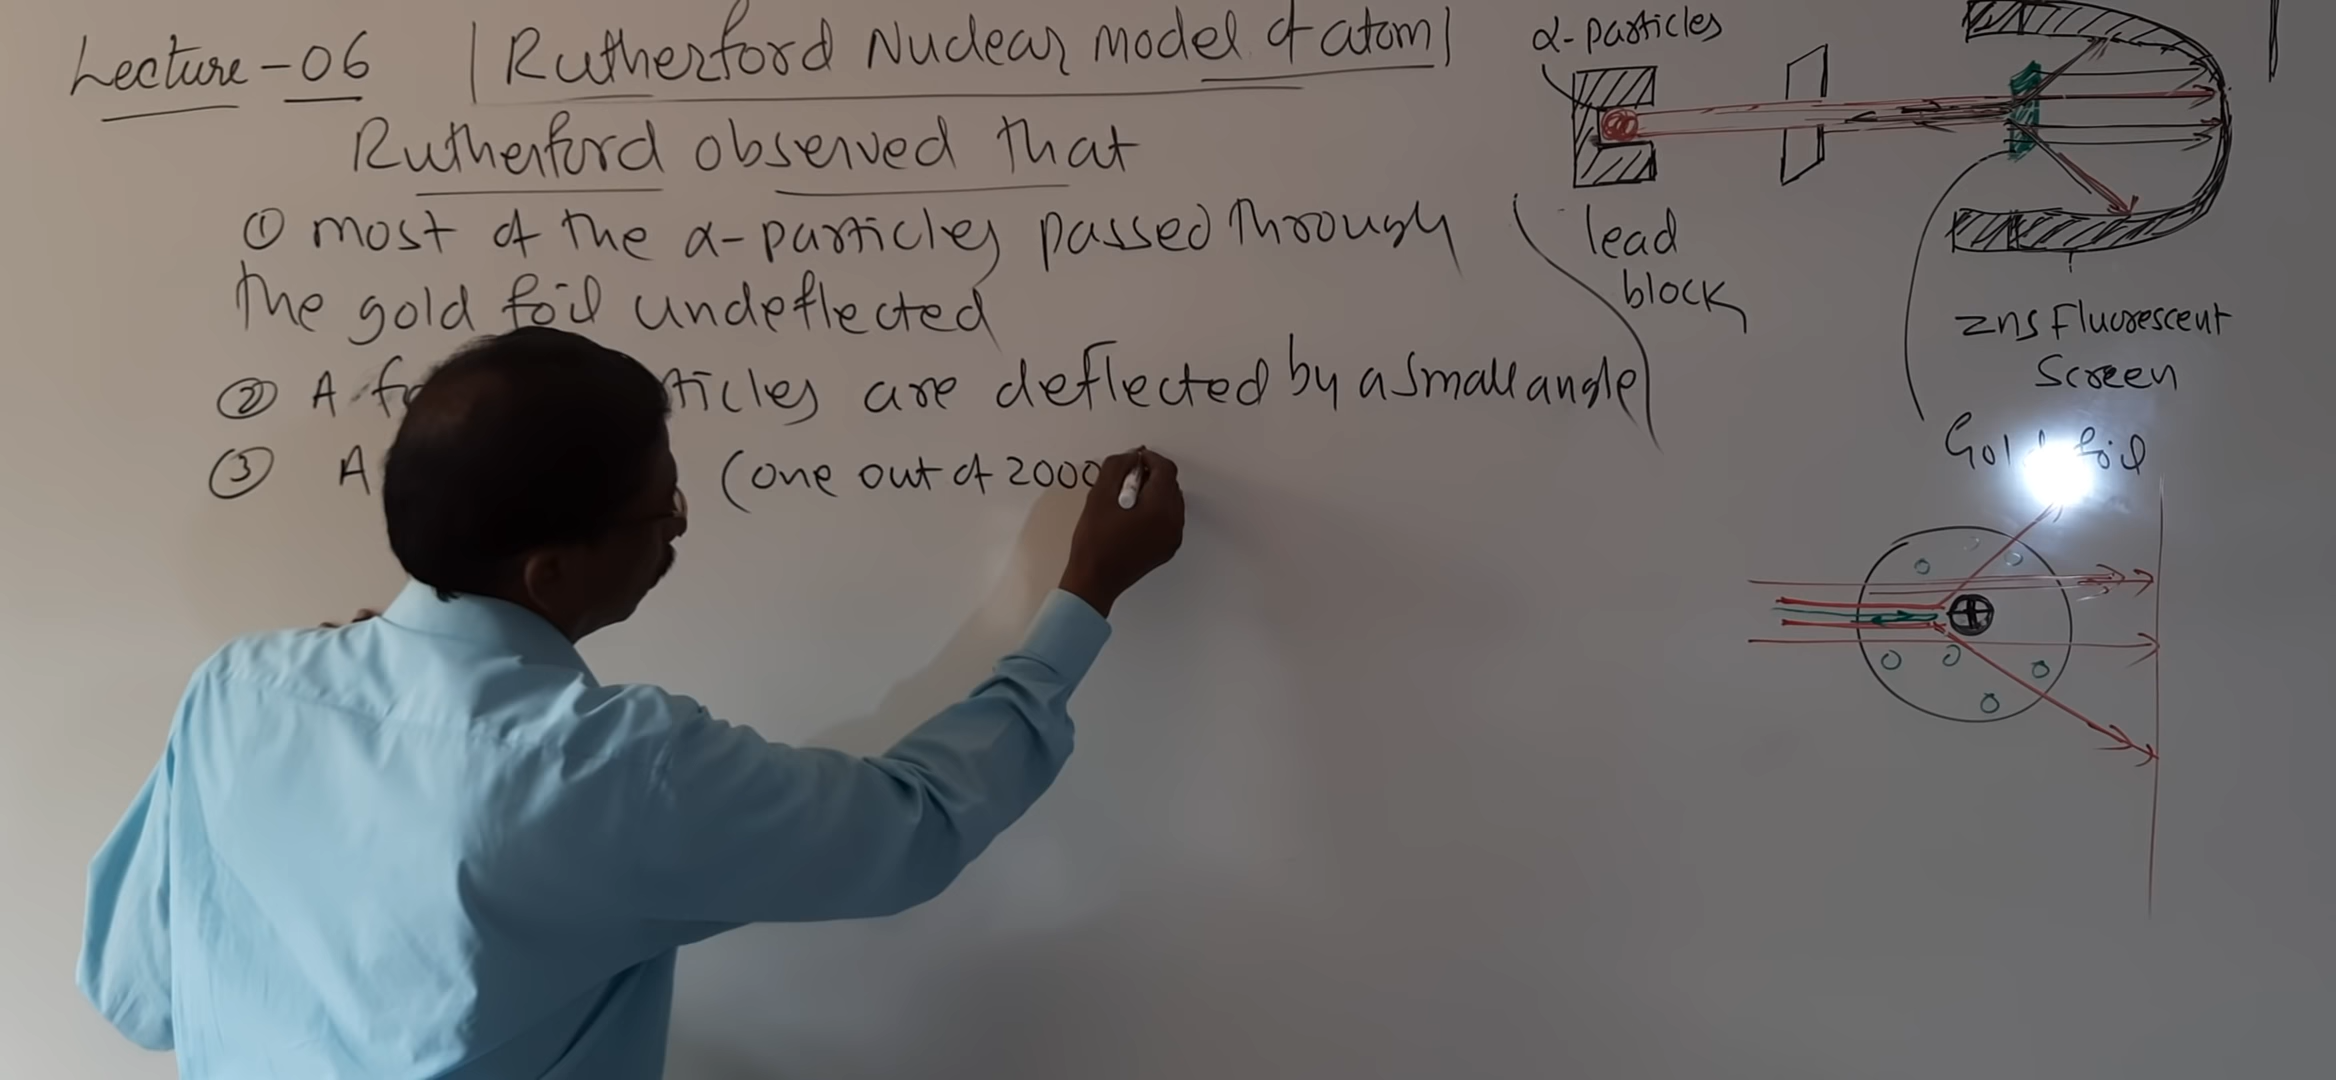 Lecture-06
Rutherford Nuclear model of atom
Rutherford observed that
① most of the α-particles passed through
the gold foil undeflected
② A are deflected by a small angle
③ A (one out of 2000
α-particles
lead
block
zns Fluorescent
Screen
Gold foil